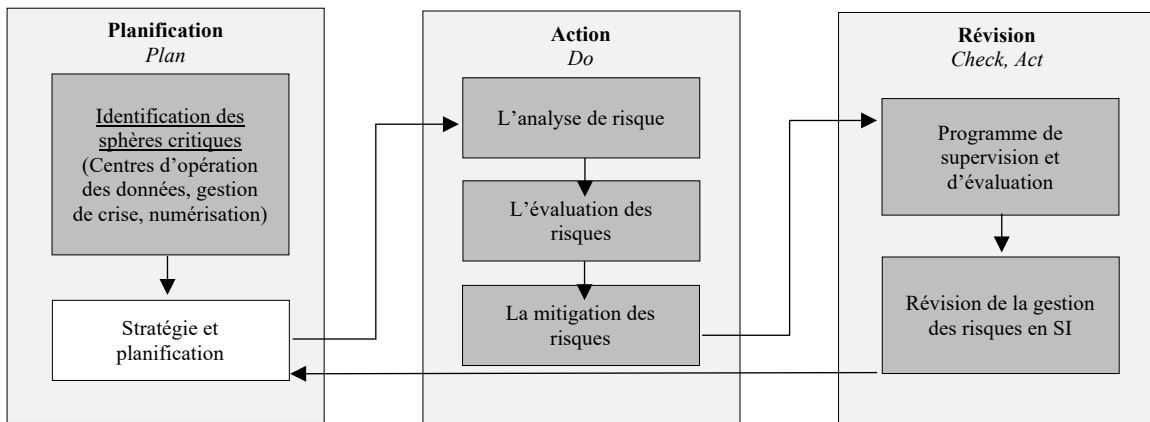 Planification
Plan
Identification des
sphères critiques
(Centres d’opération
des données, gestion
de crise, numérisation)
Stratégie et
planification
Action
Do
L’analyse de risque
L’évaluation des
risques
La mitigation des
risques
Révision
Check, Act
Programme de
supervision et
d’évaluation
Révision de la gestion
des risques en SI